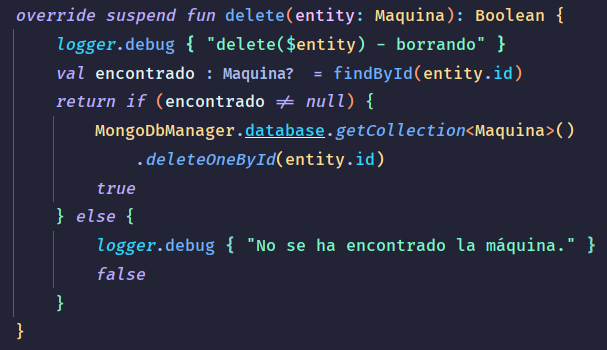 override suspend fun delete(entity: Maquina): Boolean {
    logger.debug { "delete($entity) - borrando" }
    val encontrado : Maquina?  = findById(entity.id)
    return if (encontrado ≠ null) {
        MongoDbManager.database.getCollection<Maquina>()
            .deleteOneById(entity.id)
        true
    } else {
        logger.debug { "No se ha encontrado la máquina." }
        false
    }
}